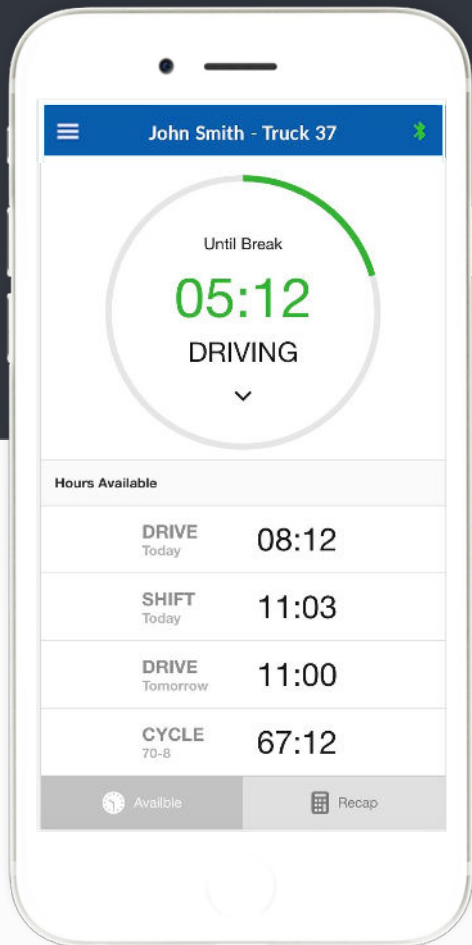 John Smith - Truck 37
Until Break
05:12
DRIVING
Hours Available
DRIVE
Today
08:12
SHIFT
Today
11:03
DRIVE
Tomorrow
11:00
CYCLE
70-8
67:12
Availble
Recap